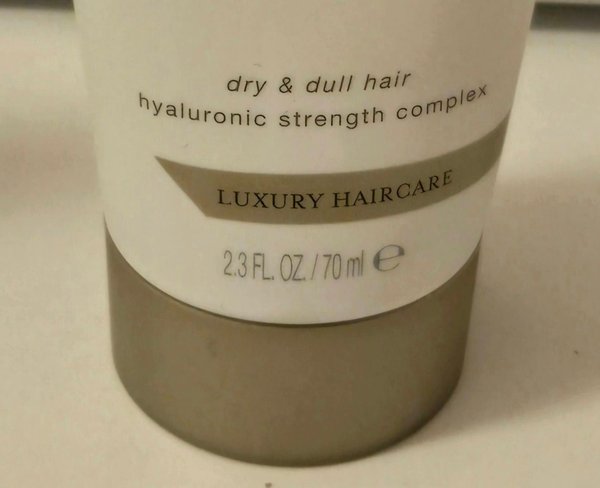 dry & dull hair
hyaluronic strength complex
LUXURY HAIRCARE
2.3 FL. OZ. / 70 ml ℮